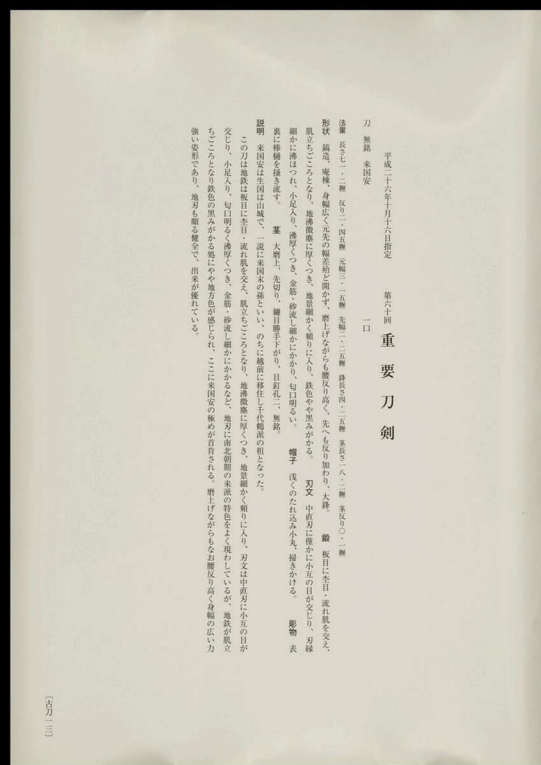 平成二十六年十月十六日指定　第六十回 重要刀剣
刀　無銘　来国安　一口
法量　長さ七一・二糎　反り二・四五糎　元幅三・一五糎　先幅二・二五糎　鋒長さ四・二五糎　茎長さ一八・二糎　茎反り〇・一糎
形状　鎬造、庵棟、身幅広く元先の幅差殆ど開かず、磨上げながらも腰反り高く、先へも反り加わり、大鋒。　鍛　板目に杢目・流れ肌を交え、
肌立ちごころとなり、地沸微塵に厚くつき、地景細かく頻りに入り、鉄色やや黒みがかる。　刃文　中直刃に僅かに小互の目が交じり、刃縁
細かに沸ほつれ、小足入り、沸厚くつき、金筋・砂流し細かにかかり、匂口明るい。　帽子　浅くのたれ込み小丸、掃きかける。　彫物　表
裏に棒樋を掻き流す。　茎　大磨上、先切り、鑢目勝手下がり、目釘孔二、無銘。
説明　来国安は生国は山城で、一説に来国末の孫といい、のちに越前に移住し千代鶴派の祖となった。
この刀は地鉄は板目に杢目・流れ肌を交え、肌立ちごころとなり、地沸微塵に厚くつき、地景細かく頻りに入り、刃文は中直刃に小互の目が
交じり、小足入り、匂口明るく沸厚くつき、金筋・砂流し細かにかかるなど、地刃に南北朝期の来派の特色をよく現わしているが、地鉄が肌立
ちごころとなり鉄色の黒みがかる処にやや地方色が感じられ、ここに来国安の極めが首肯される。磨上げながらもなお腰反り高く身幅の広い力
強い姿形であり、地刃も頗る健全で、出来が優れている。
（古刀一三）